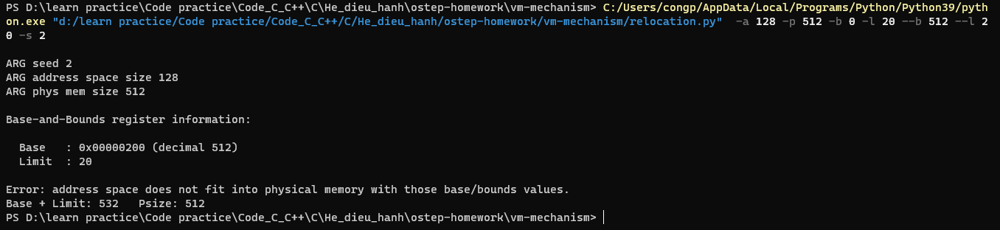 PS D:\learn practice\Code practice\Code_C_C++\C\He_dieu_hanh\ostep-homework\vm-mechanism> C:/Users/congp/AppData/Local/Programs/Python/Python39/pyth
on.exe "d:/learn practice/Code practice/Code_C_C++/C/He_dieu_hanh/ostep-homework/vm-mechanism/relocation.py"  -a 128 -p 512 -b 0 -l 20 --b 512 --l 2
0 -s 2
ARG seed 2
ARG address space size 128
ARG phys mem size 512
Base-and-Bounds register information:
  Base   : 0x00000200 (decimal 512)
  Limit  : 20
Error: address space does not fit into physical memory with those base/bounds values.
Base + Limit: 532   Psize: 512
PS D:\learn practice\Code practice\Code_C_C++\C\He_dieu_hanh\ostep-homework\vm-mechanism>